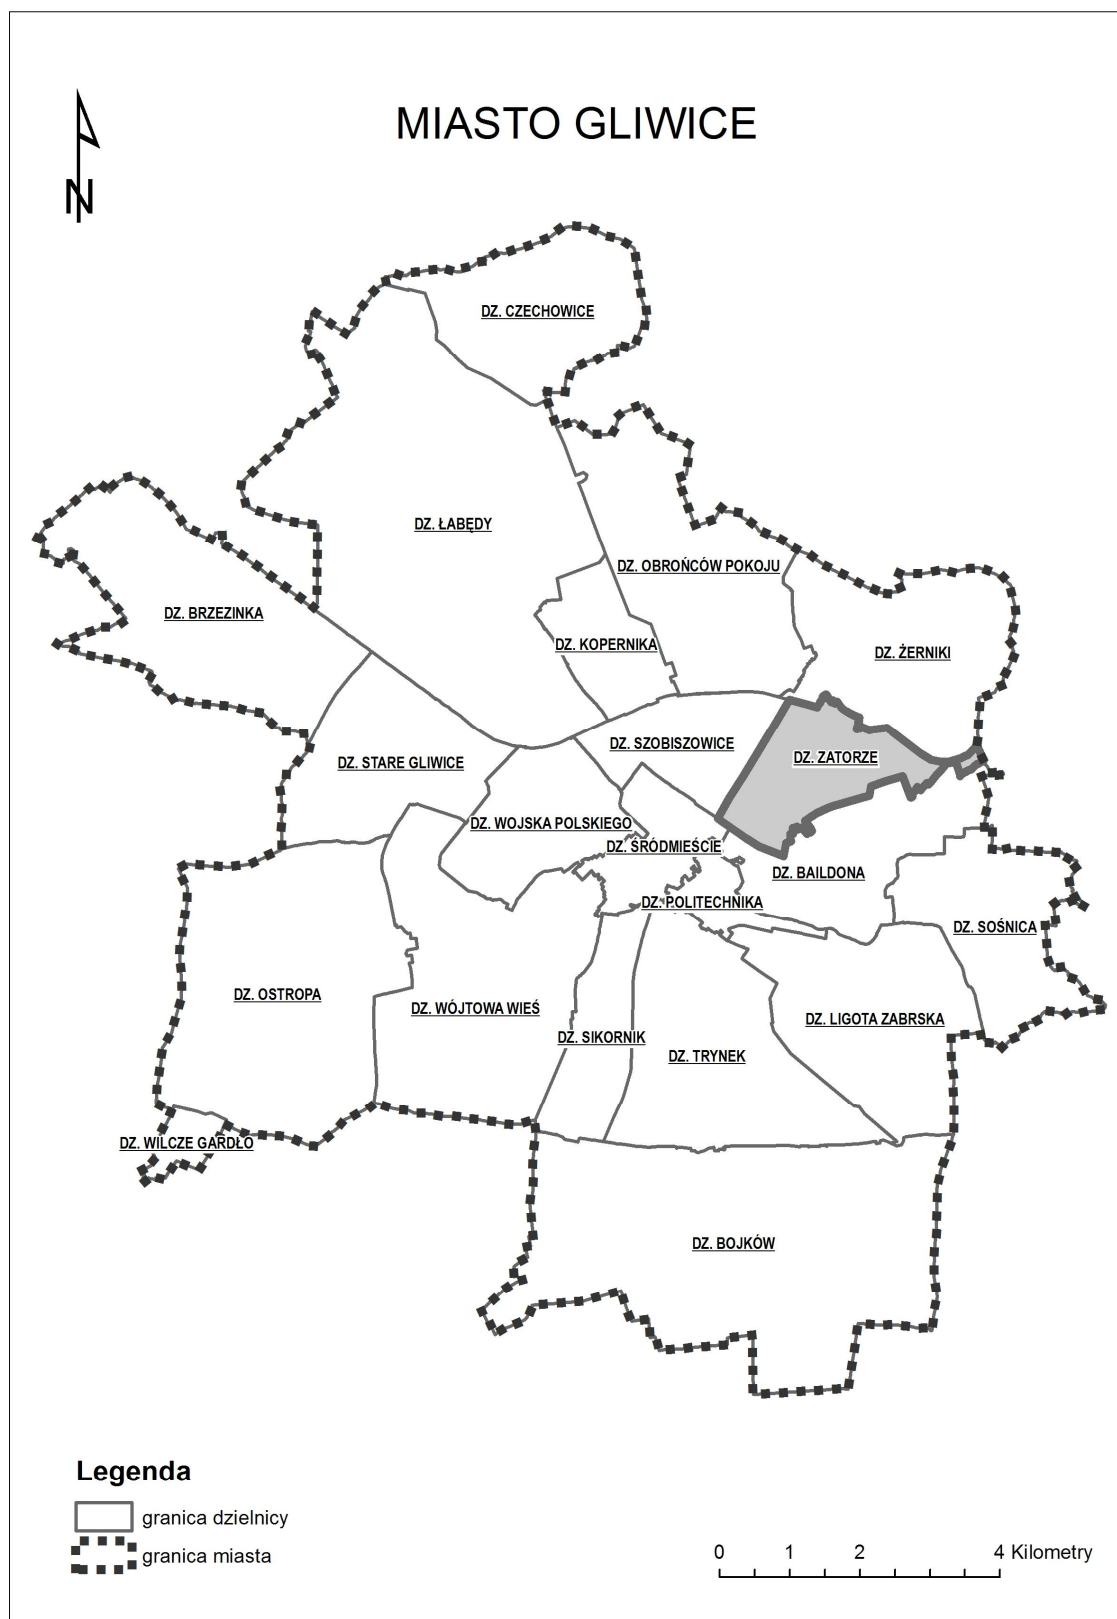 MIASTO GLIWICE
N
DZ. CZECHOWICE
DZ. ŁABĘDY
DZ. OBROŃCÓW POKOJU
DZ. BRZEZINKA
DZ. KOPERNIKA
DZ. ŻERNIKI
DZ. SZOBISZOWICE
DZ. ZATORZE
DZ. STARE GLIWICE
DZ. WOJSKA POLSKIEGO
DZ. ŚRÓDMIEŚCIE
DZ. BAILDONA
DZ. POLITECHNIKA
DZ. SOŚNICA
DZ. OSTROPA
DZ. WÓJTOWA WIEŚ
DZ. LIGOTA ZABRSKA
DZ. SIKORNIK
DZ. TRYNEK
DZ. WILCZE GARDŁO
DZ. BOJKÓW
Legenda
granica dzielnicy
granica miasta
0 1 2 4 Kilometry